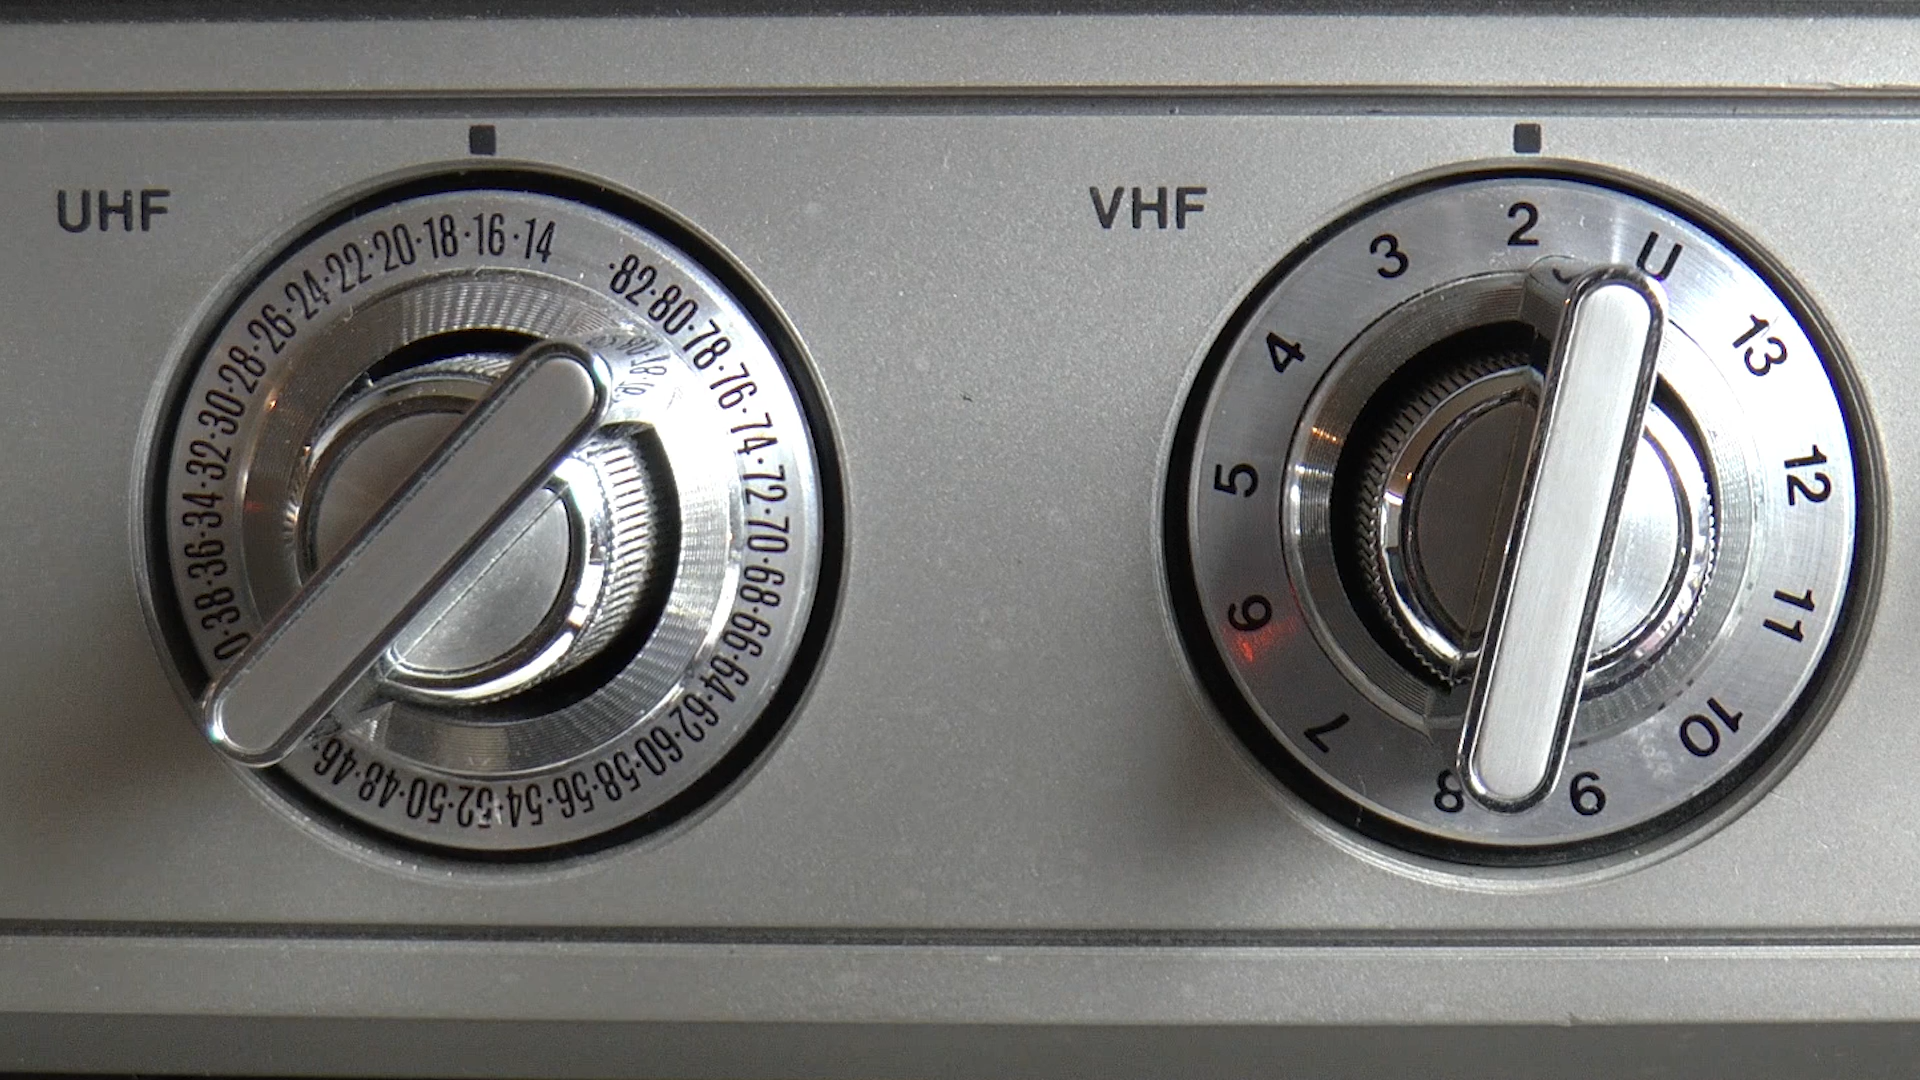 UHF
14·16·18·20·22·24·26·28·30·32·34·36·38·
46·48·50·52·54·56·58·60·62·64·66·68·70·72·74·76·78·80·82·
VHF
2 3 4 5 6 7 8 9 10 11 12 13 U